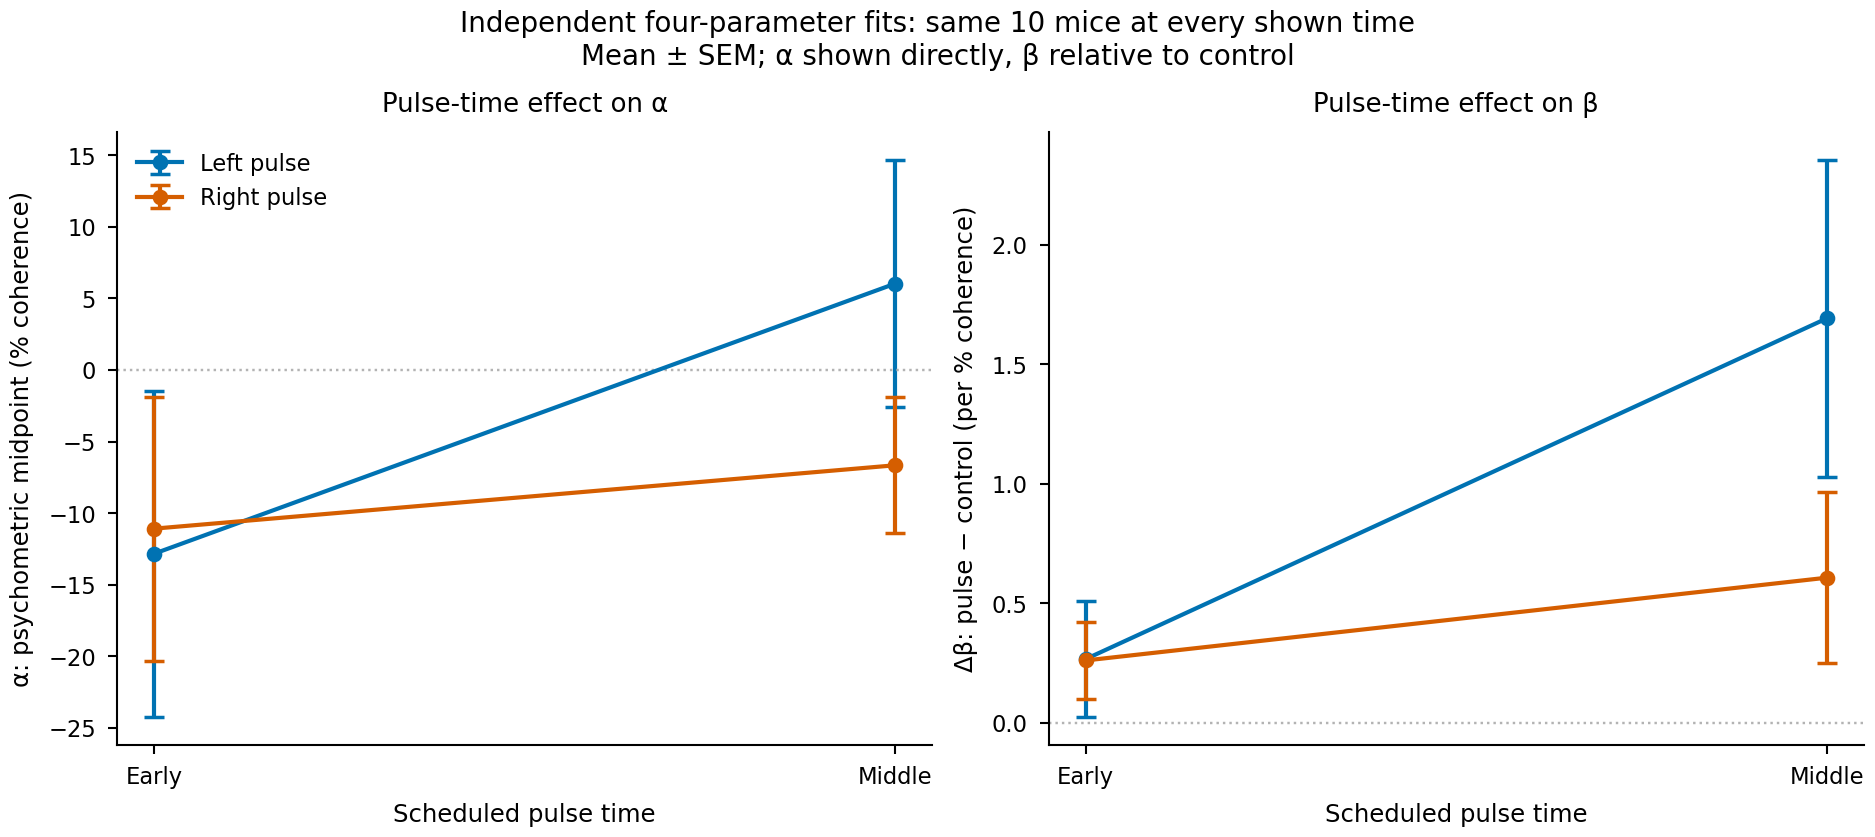 Independent four-parameter fits: same 10 mice at every shown time
Mean ± SEM; α shown directly, β relative to control
Pulse-time effect on α
Left pulse
Right pulse
α: psychometric midpoint (% coherence)
15
10
5
0
−5
−10
−15
−20
−25
Early
Middle
Scheduled pulse time
Pulse-time effect on β
Δβ: pulse − control (per % coherence)
2.0
1.5
1.0
0.5
0.0
Early
Middle
Scheduled pulse time